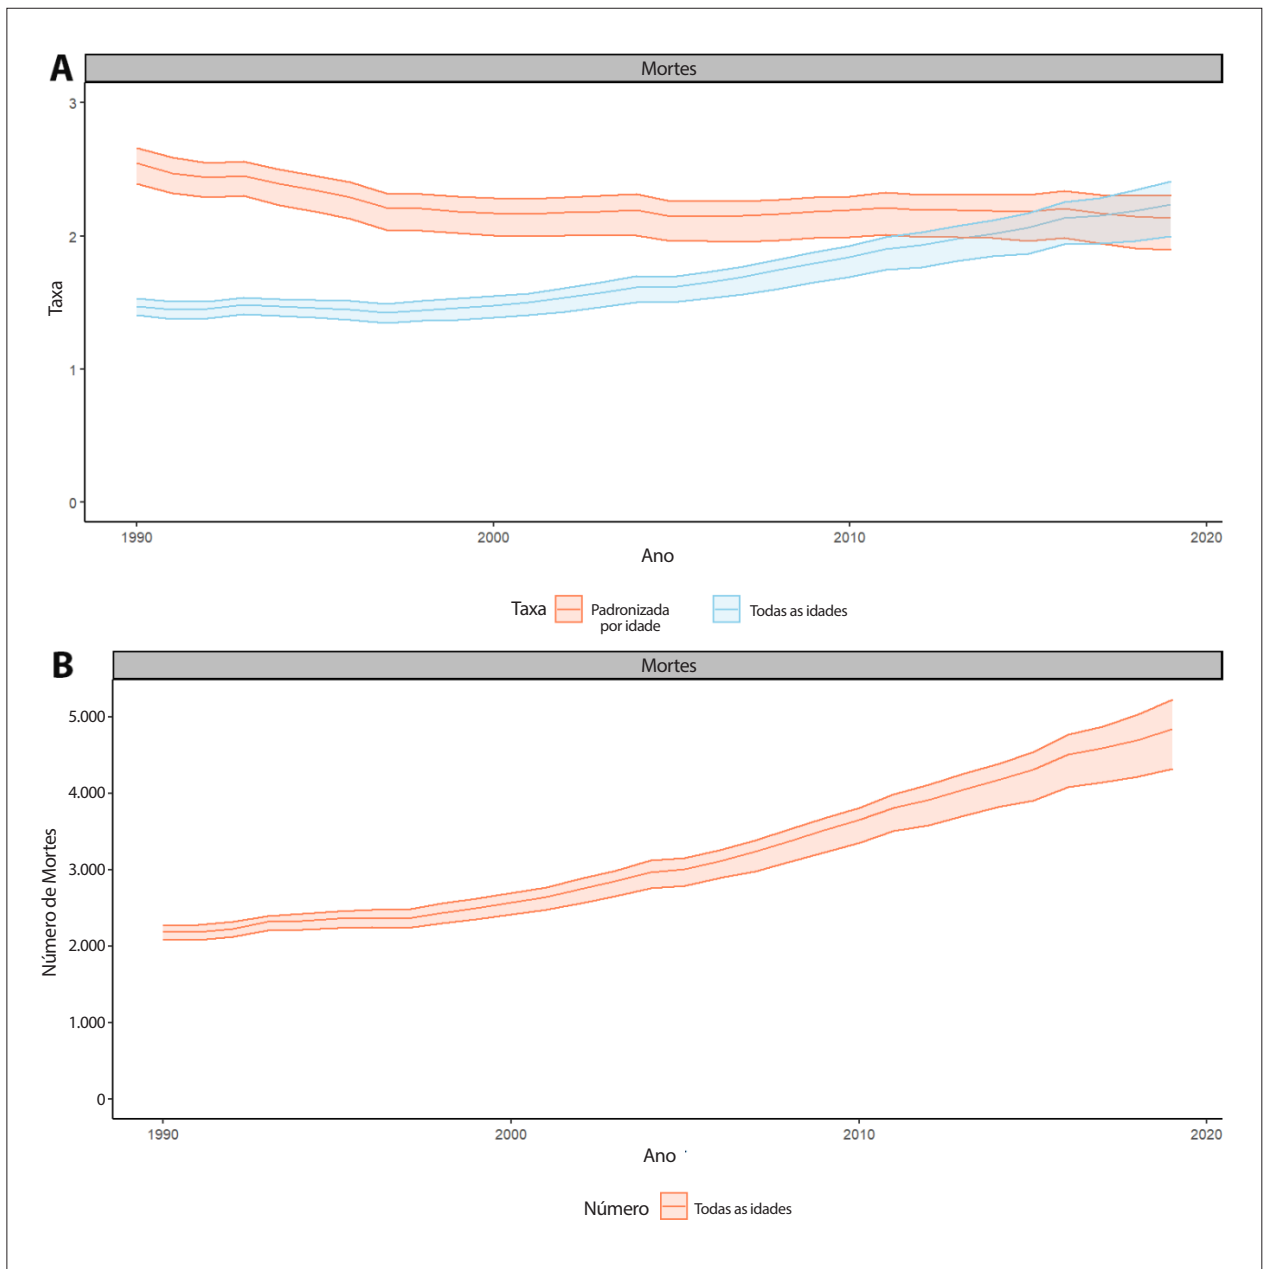 A
Mortes
3
2
1
0
Taxa
1990 2000 2010 2020
Ano
Taxa Padronizada por idade Todas as idades
B
Mortes
5.000
4.000
3.000
2.000
1.000
0
Número de Mortes
1990 2000 2010 2020
Ano
Número Todas as idades